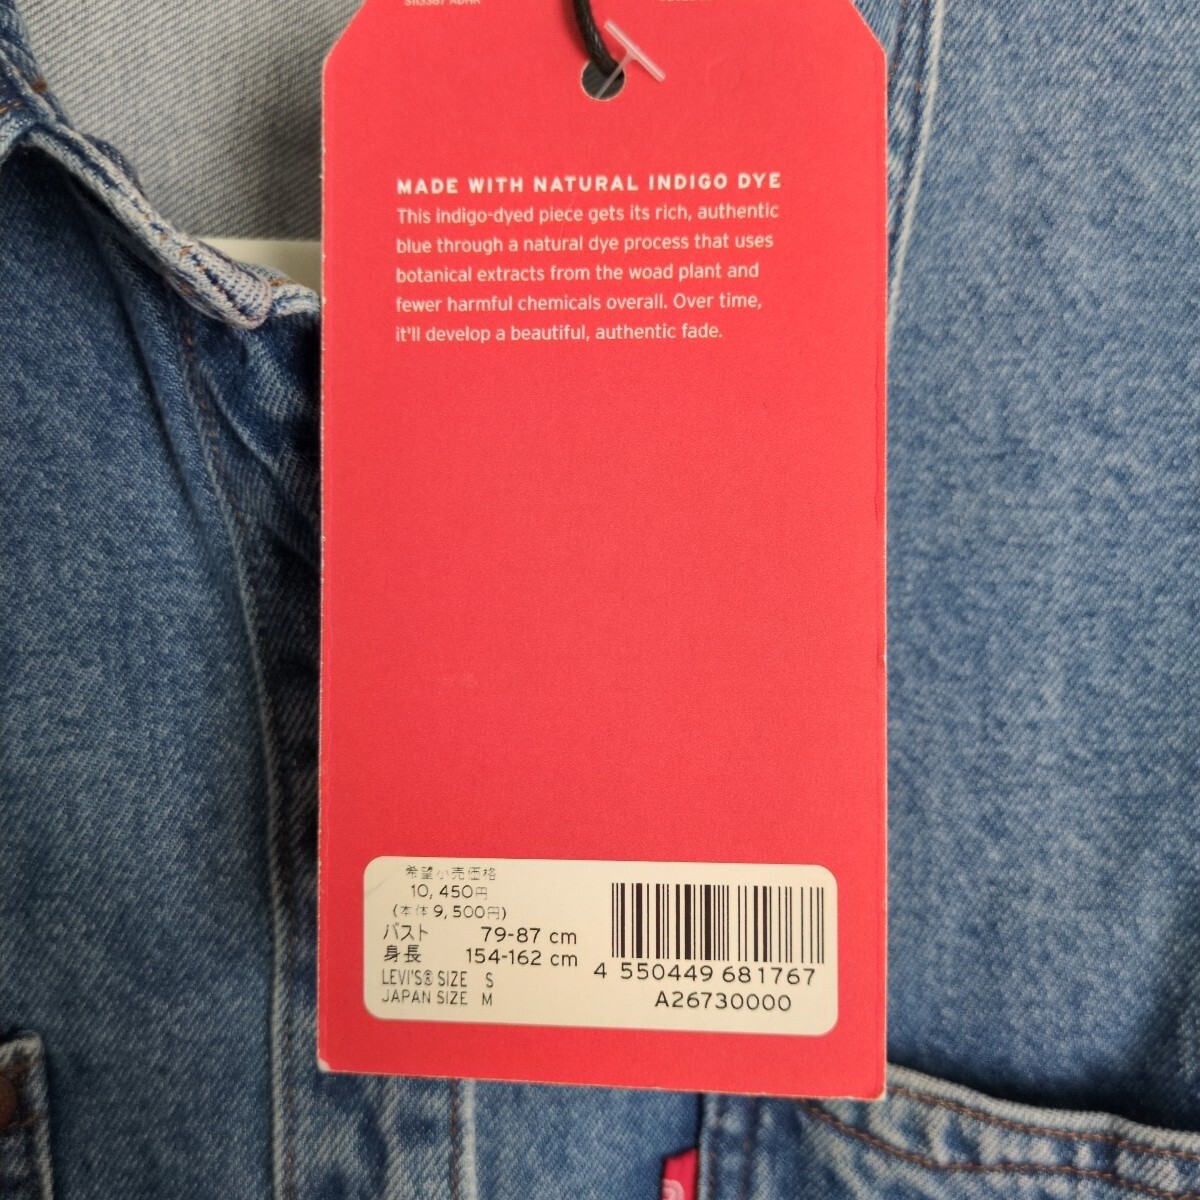 MADE WITH NATURAL INDIGO DYE
This indigo-dyed piece gets its rich, authentic
blue through a natural dye process that uses
botanical extracts from the woad plant and
fewer harmful chemicals overall. Over time,
it'll develop a beautiful, authentic fade.
希望小売価格
10,450円
(本体9,500円)
バスト 79-87 cm
身長 154-162 cm
LEVI'S® SIZE S
JAPAN SIZE M
4 550449 681767
A26730000